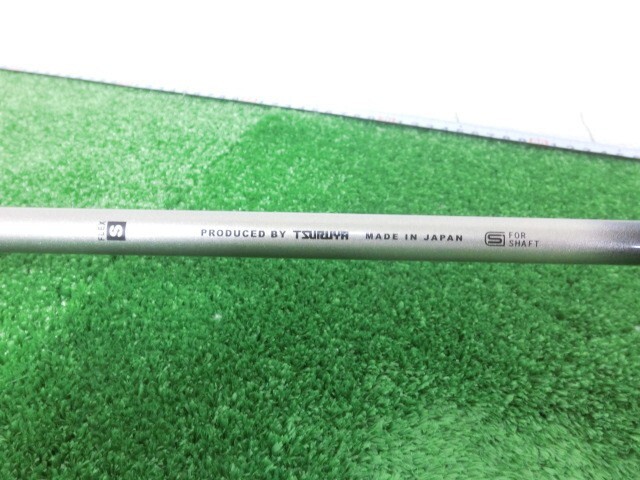 FLEX S
PRODUCED BY TSURUYA MADE IN JAPAN
S FOR
SHAFT